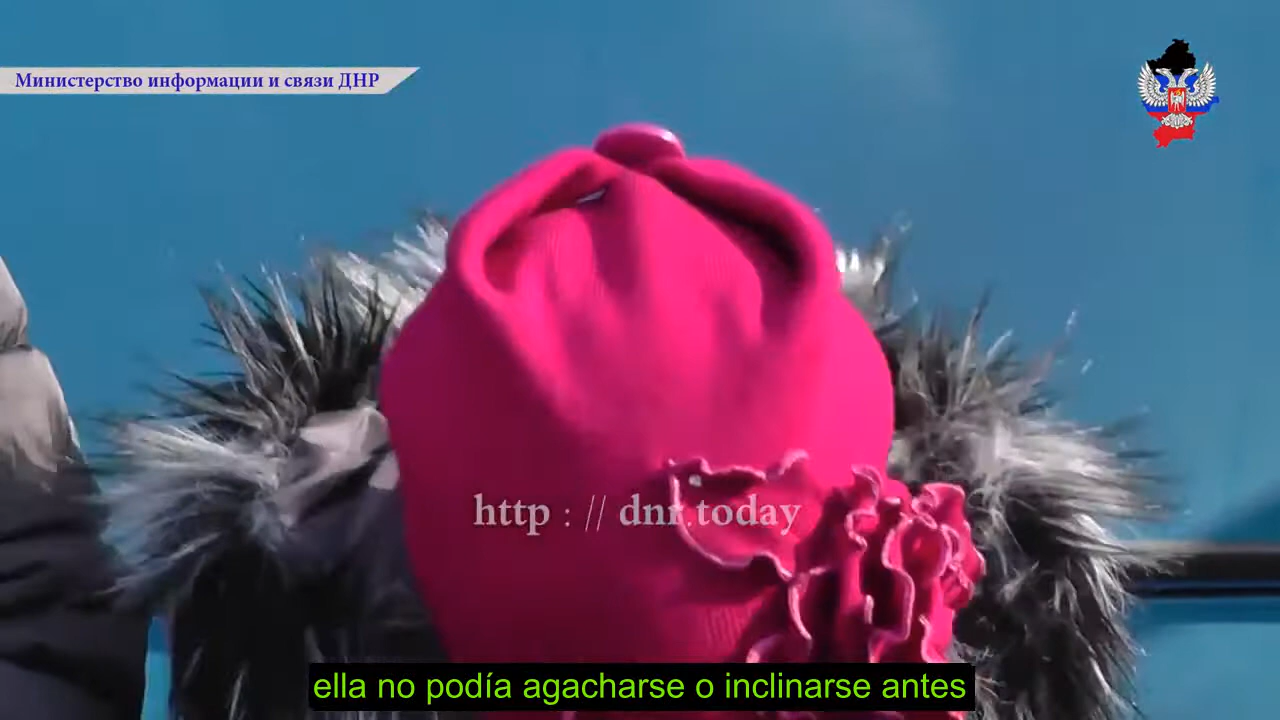 Министерство информации и связи ДНР
http : // dnr.today
ella no podía agacharse o inclinarse antes